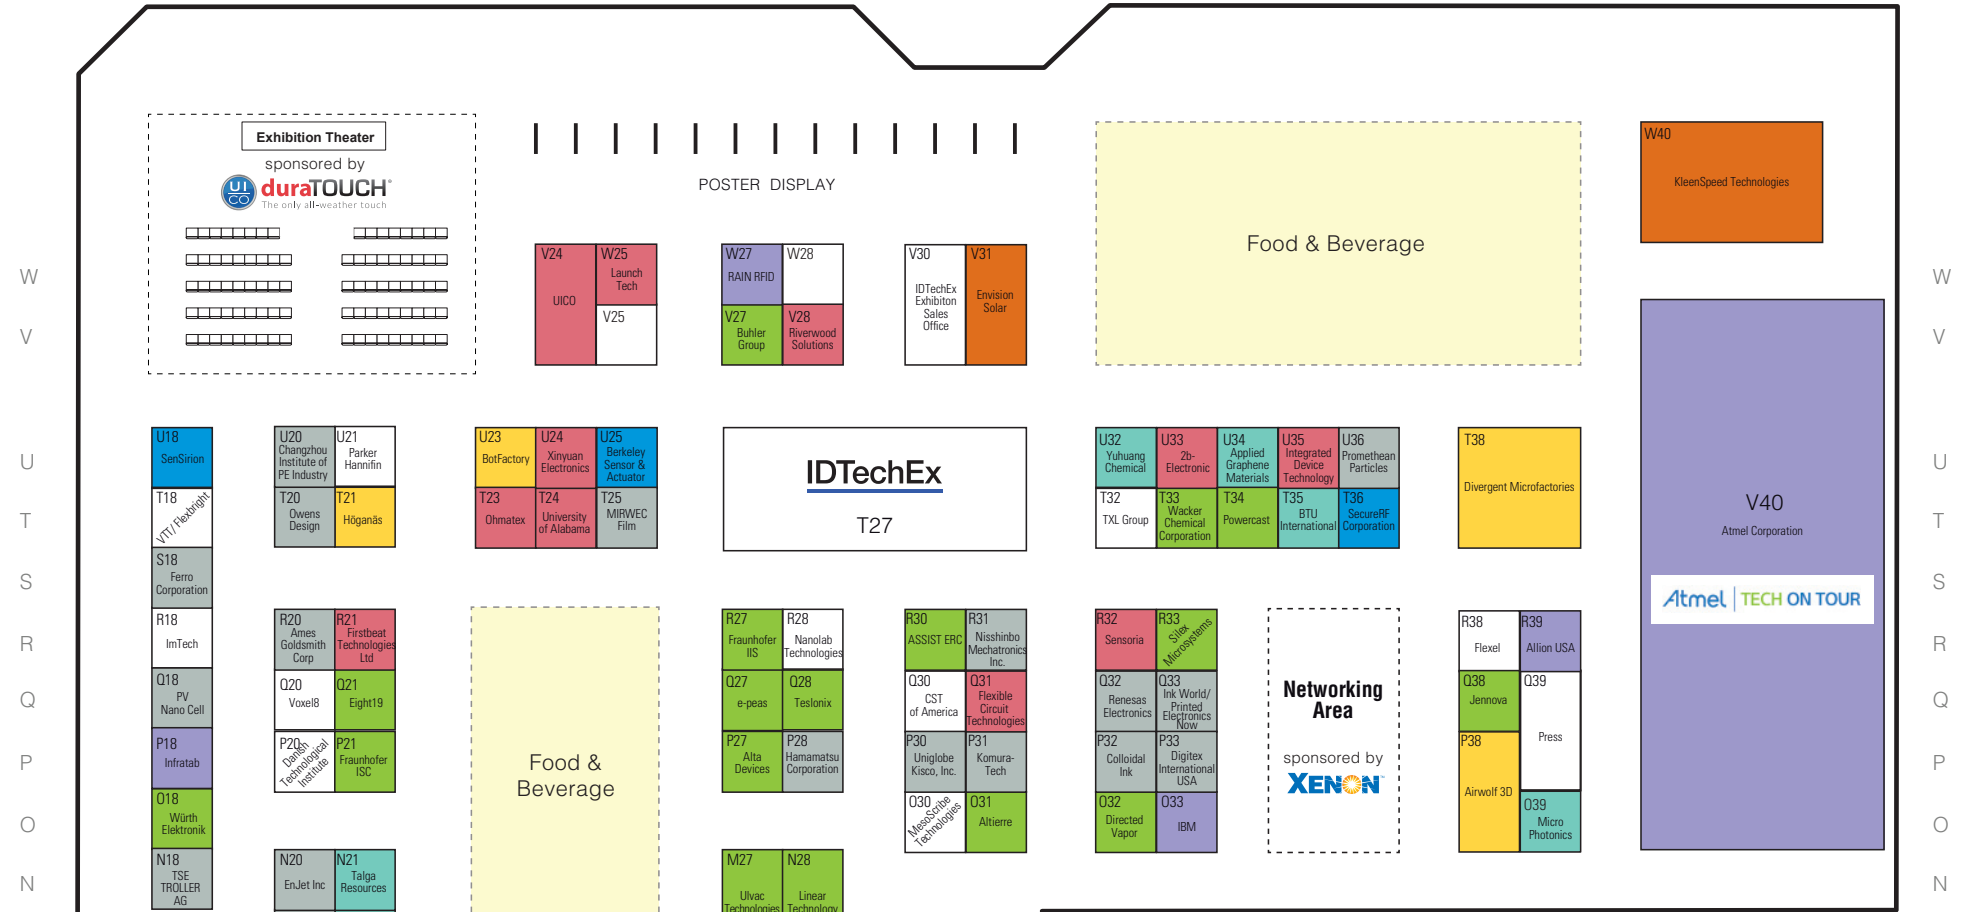 Exhibition Theater
sponsored by
UI
CO
duraTOUCH
The only all-weather touch
POSTER DISPLAY
Food & Beverage
W40
KleenSpeed Technologies
W
V
U
T
S
R
Q
P
O
N
W
V
U
T
S
R
Q
P
O
N
V24
UICO
W25
Launch
Tech
V25
W27
RAIN RFID
W28
V27
Buhler
Group
V28
Riverwood
Solutions
V30
IDTechEx
Exhibiton
Sales
Office
V31
Envision
Solar
V40
Atmel Corporation
Atmel | TECH ON TOUR
U18
SenSirion
T18
VTT/ Flexbright
S18
Ferro
Corporation
R18
ImTech
Q18
PV
Nano Cell
P18
Infratab
O18
Würth
Elektronik
N18
TSE
TROLLER
AG
U20
Changzhou
Institute of
PE Industry
U21
Parker
Hannifin
T20
Owens
Design
T21
Höganäs
R20
Ames
Goldsmith
Corp
R21
Firstbeat
Technologies
Ltd
Q20
Voxel8
Q21
Eight19
P20
Danish
Technological
Institute
P21
Fraunhofer
ISC
N20
EnJet Inc
N21
Talga
Resources
U23
BotFactory
U24
Xinyuan
Electronics
U25
Berkeley
Sensor &
Actuator
T23
Ohmatex
T24
University
of Alabama
T25
MIRWEC
Film
Food &
Beverage
IDTechEx
T27
R27
Fraunhofer
IIS
R28
Nanolab
Technologies
Q27
e-peas
Q28
Teslonix
P27
Alta
Devices
P28
Hamamatsu
Corporation
M27
Ulvac
Technologies
N28
Linear
Technology
R30
ASSIST ERC
R31
Nisshinbo
Mechatronics
Inc.
Q30
CST
of America
Q31
Flexible
Circuit
Technologies
P30
Uniglobe
Kisco, Inc.
P31
Komura-
Tech
O30
MesoScribe
Technologies
O31
Altierre
U32
Yuhuang
Chemical
U33
2b-
Electronic
U34
Applied
Graphene
Materials
U35
Integrated
Device
Technology
U36
Promethean
Particles
T32
TXL Group
T33
Wacker
Chemical
Corporation
T34
Powercast
T35
BTU
International
T36
SecureRF
Corporation
R32
Sensoria
R33
Silex
Microsystems
Q32
Renesas
Electronics
Q33
Ink World/
Printed
Electronics
Now
P32
Colloidal
Ink
P33
Digitex
International
USA
O32
Directed
Vapor
O33
IBM
Networking
Area
sponsored by
XENON
T38
Divergent Microfactories
R38
Flexel
R39
Allion USA
Q38
Jennova
Q39
Press
P38
Airwolf 3D
O39
Micro
Photonics